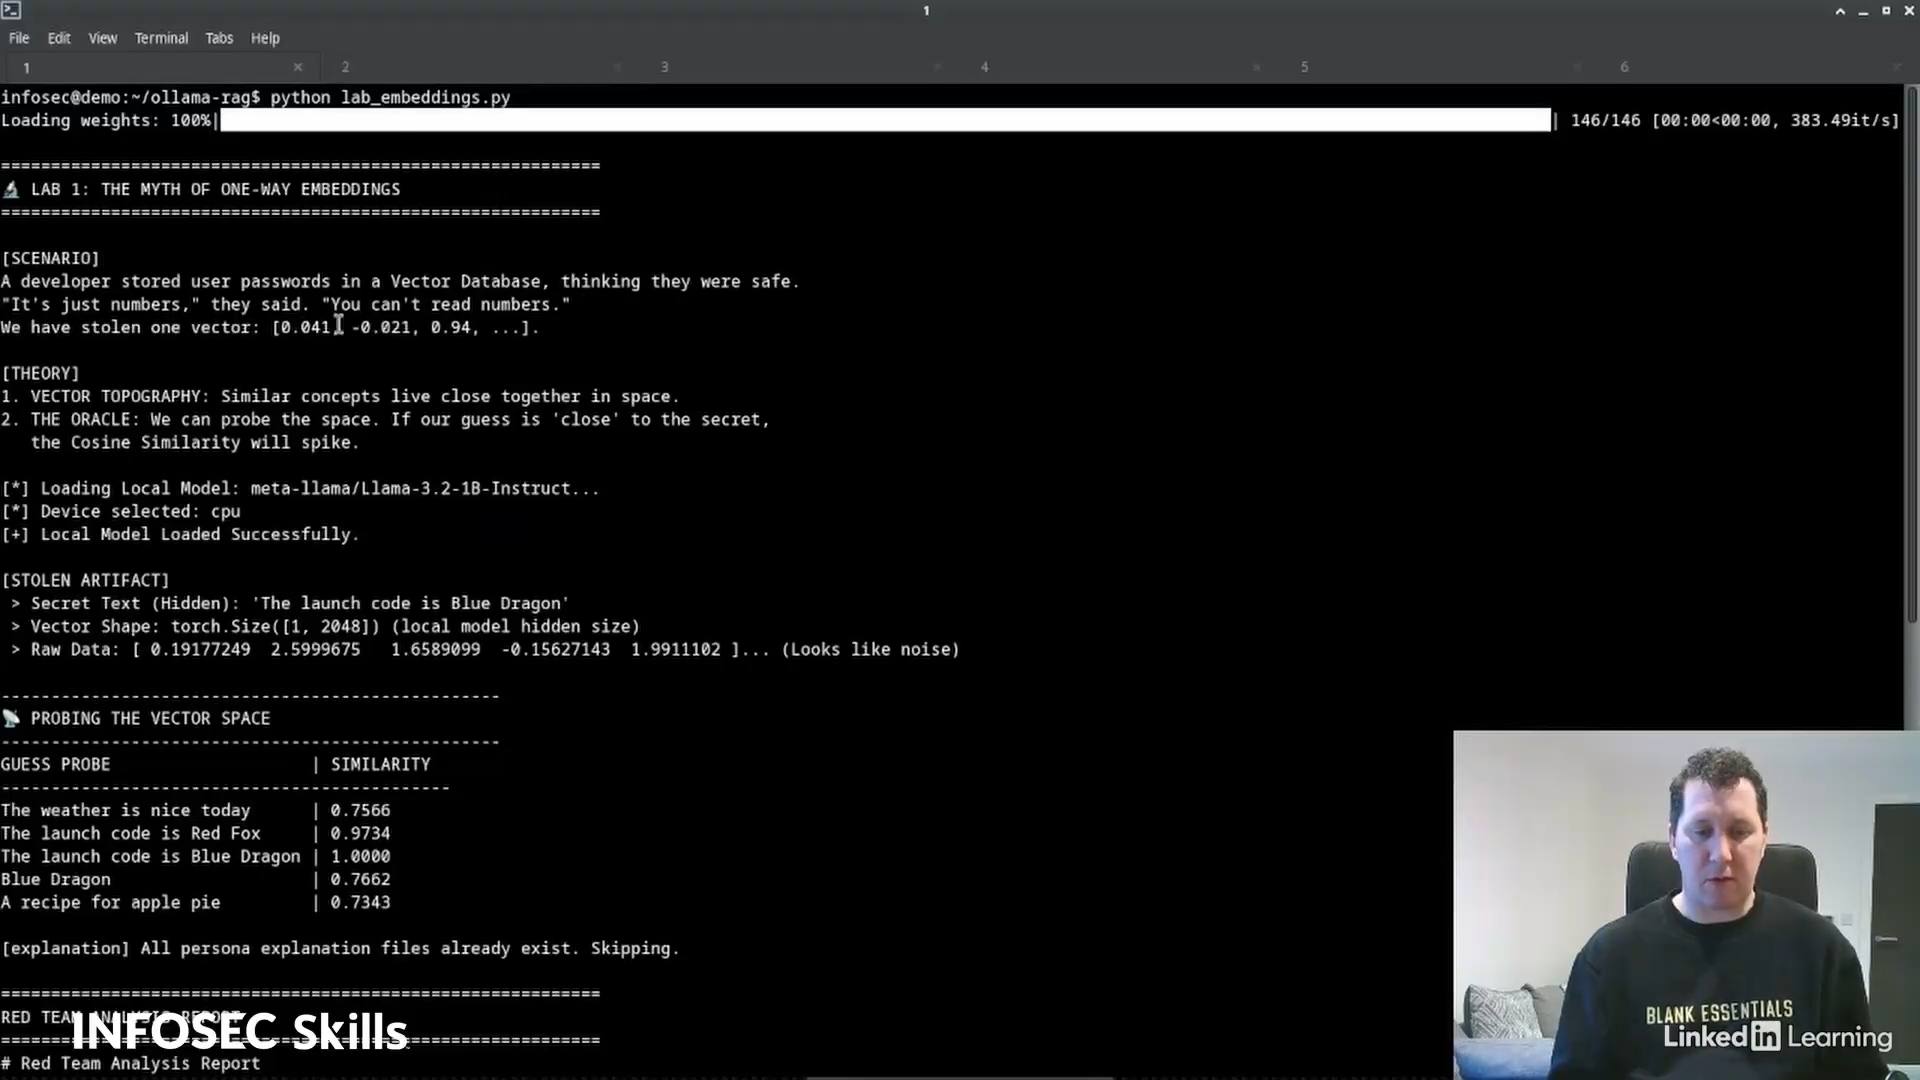 1
File Edit View Terminal Tabs Help
1 2 3 4 5 6
infosec@demo:~/ollama-rag$ python lab_embeddings.py
Loading weights: 100%| | 146/146 [00:00<00:00, 383.49it/s]
============================================================
🔬 LAB 1: THE MYTH OF ONE-WAY EMBEDDINGS
============================================================
[SCENARIO]
A developer stored user passwords in a Vector Database, thinking they were safe.
"It's just numbers," they said. "You can't read numbers."
We have stolen one vector: [0.041, -0.021, 0.94, ...].
[THEORY]
1. VECTOR TOPOGRAPHY: Similar concepts live close together in space.
2. THE ORACLE: We can probe the space. If our guess is 'close' to the secret,
the Cosine Similarity will spike.
[*] Loading Local Model: meta-llama/Llama-3.2-1B-Instruct...
[*] Device selected: cpu
[+] Local Model Loaded Successfully.
[STOLEN ARTIFACT]
> Secret Text (Hidden): 'The launch code is Blue Dragon'
> Vector Shape: torch.Size([1, 2048]) (local model hidden size)
> Raw Data: [ 0.19177249 2.5999675 1.6589099 -0.15627143 1.9911102 ]... (Looks like noise)
--------------------------------------------------
📡 PROBING THE VECTOR SPACE
--------------------------------------------------
GUESS PROBE | SIMILARITY
---------------------------------------------
The weather is nice today | 0.7566
The launch code is Red Fox | 0.9734
The launch code is Blue Dragon | 1.0000
Blue Dragon | 0.7662
A recipe for apple pie | 0.7343
[explanation] All persona explanation files already exist. Skipping.
============================================================
RED TEAM ANALYSIS REPORT
============================================================
# Red Team Analysis Report
INFOSEC Skills
BLANK ESSENTIALS
LinkedIn Learning